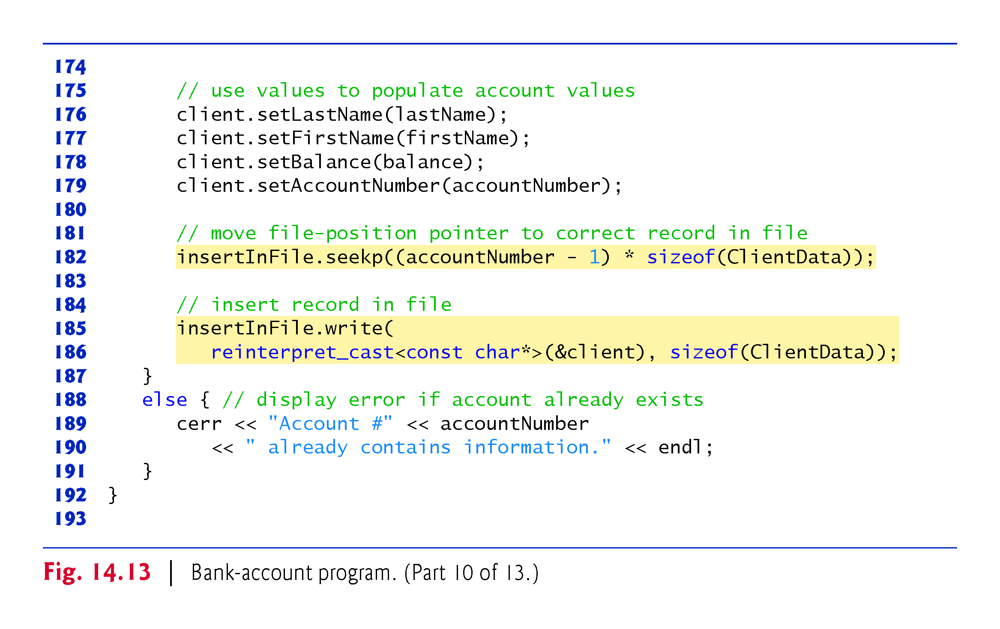 174
175 // use values to populate account values
176 client.setLastName(lastName);
177 client.setFirstName(firstName);
178 client.setBalance(balance);
179 client.setAccountNumber(accountNumber);
180
181 // move file-position pointer to correct record in file
182 insertInFile.seekp((accountNumber - 1) * sizeof(ClientData));
183
184 // insert record in file
185 insertInFile.write(
186 reinterpret_cast<const char*>(&client), sizeof(ClientData));
187 }
188 else { // display error if account already exists
189 cerr << "Account #" << accountNumber
190 << " already contains information." << endl;
191 }
192 }
193
Fig. 14.13 | Bank-account program. (Part 10 of 13.)